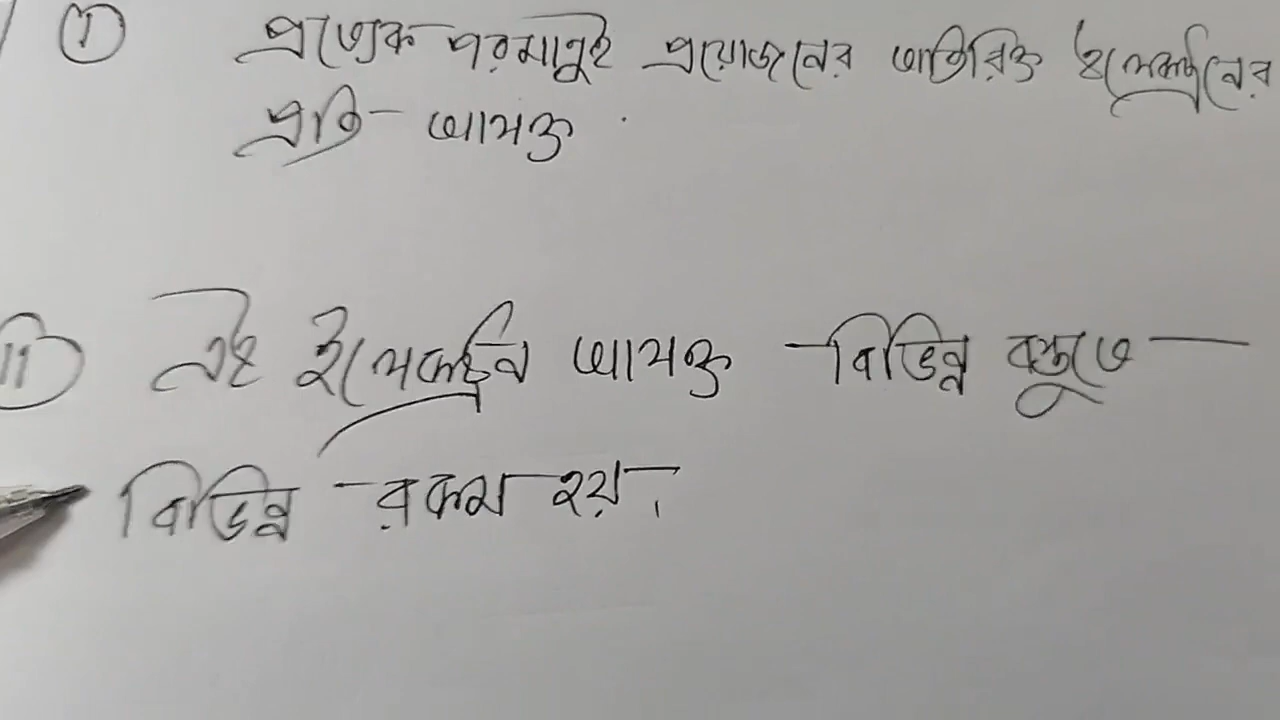 (i) প্রত্যেক পরমানুই প্রয়োজনের অতিরিক্ত ইলেকট্রনের
প্রতি আসক্ত
(ii) এই ইলেকট্রন আসক্ত বিভিন্ন বস্তুতে
বিভিন্ন রকম হয়।